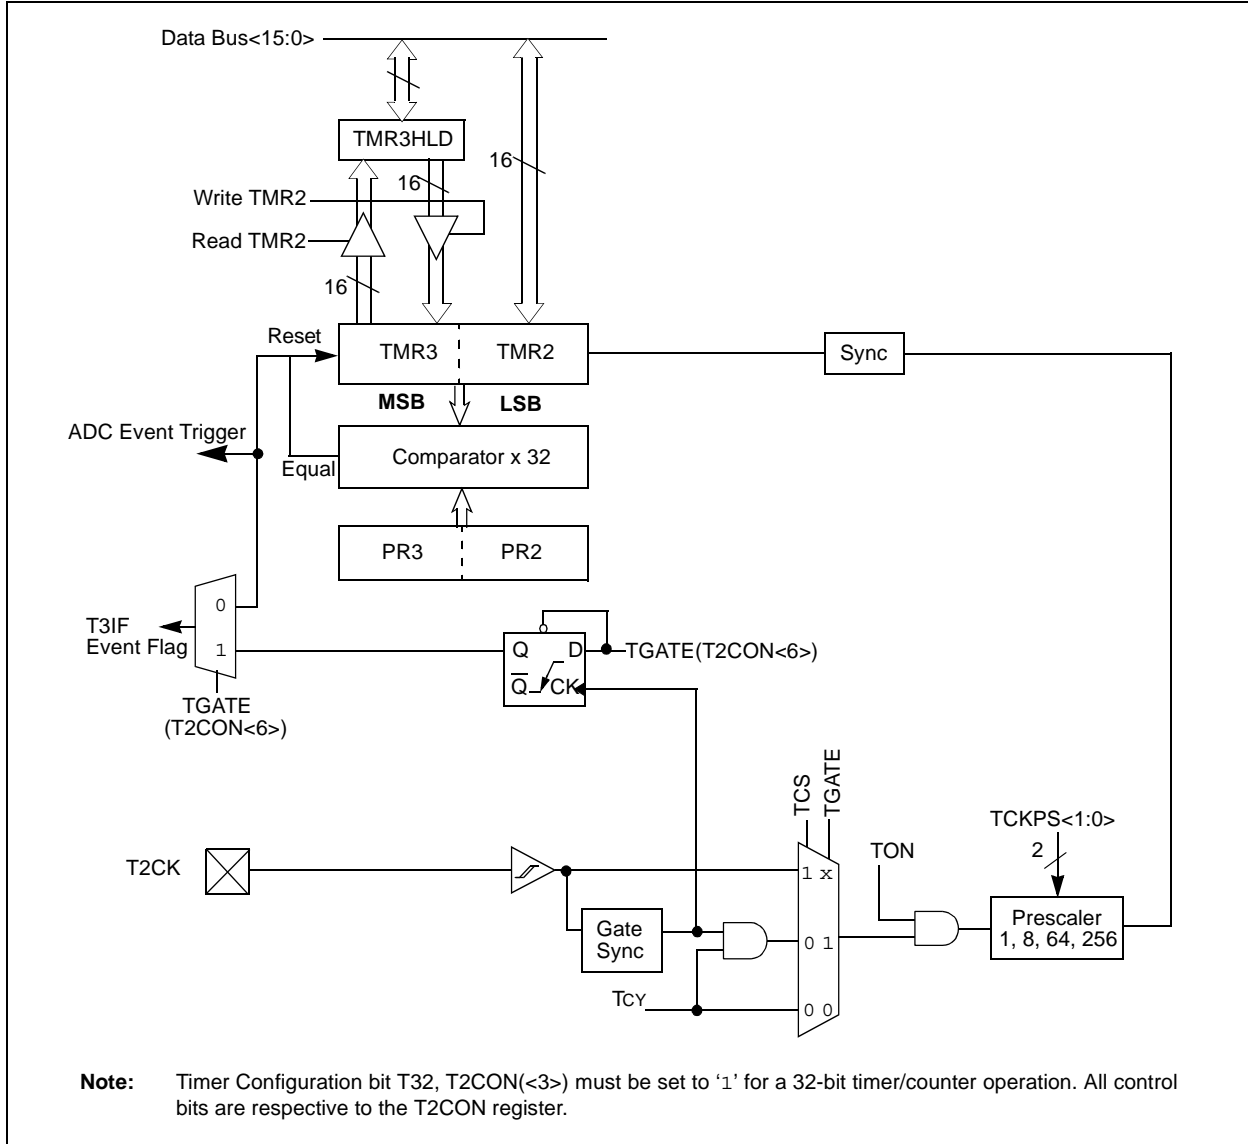 Data Bus<15:0>
TMR3HLD
16
16
Write TMR2
Read TMR2
16
Reset
TMR3
TMR2
Sync
MSB
LSB
ADC Event Trigger
Equal
Comparator x 32
PR3
PR2
0
T3IF
Event Flag
1
Q
D
TGATE(T2CON<6>)
Q
CK
TGATE
(T2CON<6>)
TCS
TGATE
TCKPS<1:0>
2
TON
T2CK
1 x
Gate
Sync
0 1
Prescaler
1, 8, 64, 256
TCY
0 0
Note: Timer Configuration bit T32, T2CON(<3>) must be set to ‘1’ for a 32-bit timer/counter operation. All control
bits are respective to the T2CON register.